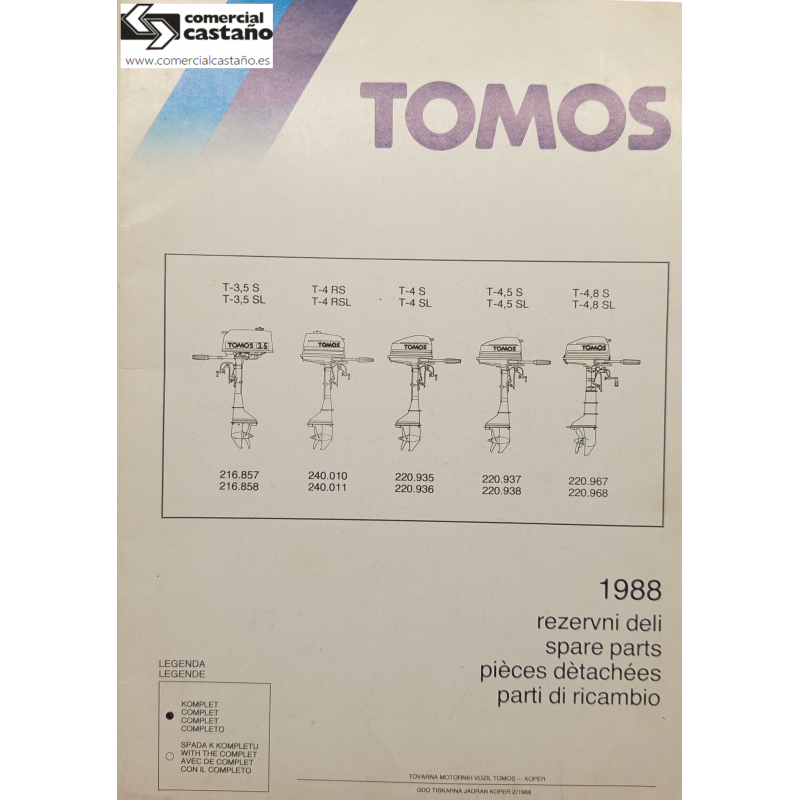 comercial
castaño
www.comercialcastaño.es
TOMOS
T-3,5 S
T-3,5 SL
T-4 RS
T-4 RSL
T-4 S
T-4 SL
T-4,5 S
T-4,5 SL
T-4,8 S
T-4,8 SL
TOMOS 3.5
TOMOS
TOMOS
TOMOS
TOMOS
216.857
216.858
240.010
240.011
220.935
220.936
220.937
220.938
220.967
220.968
1988
rezervni deli
spare parts
pièces dètachées
parti di ricambio
LEGENDA
LEGENDE
KOMPLET
COMPLET
COMPLET
COMPLETO
SPADA K KOMPLETU
WITH THE COMPLET
AVEC DE COMPLET
CON IL COMPLETO
TOVARNA MOTORNIH VOZIL TOMOS — KOPER
GDO TISKARNA JADRAN KOPER 2/1988